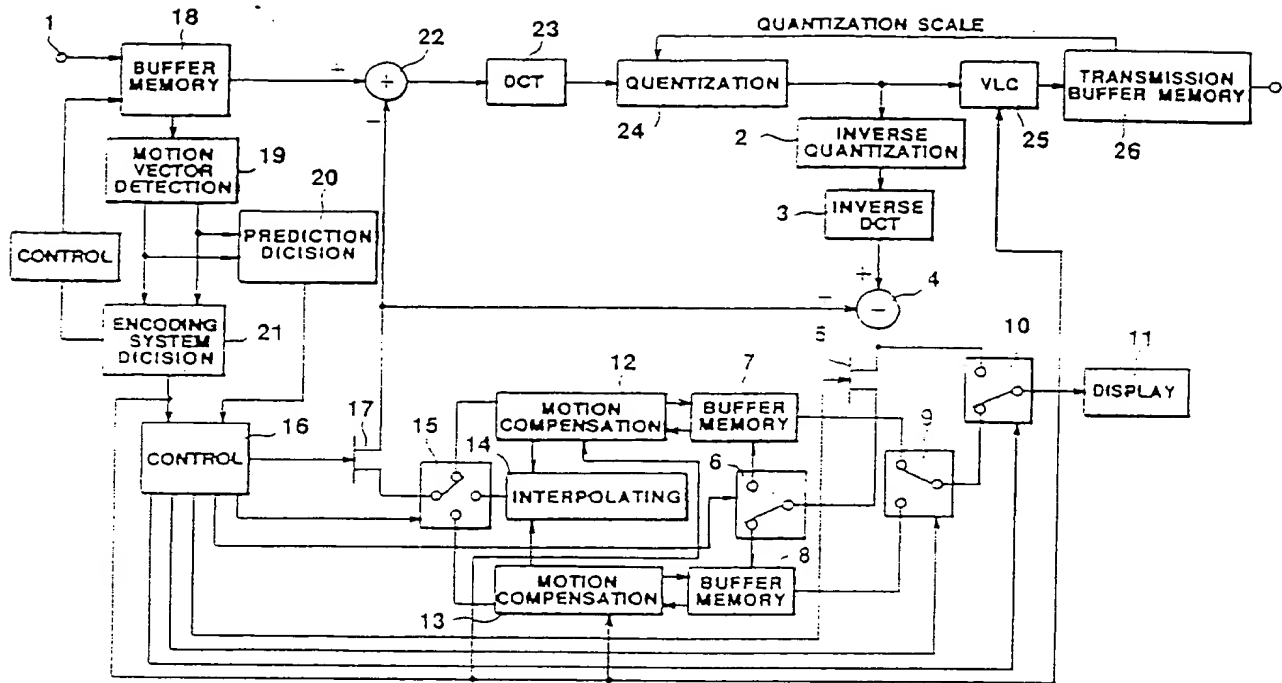 QUANTIZATION SCALE
1
18
22
23
BUFFER
MEMORY
÷
÷
DCT
QUENTIZATION
VLC
TRANSMISSION
BUFFER MEMORY
−
24
25
26
2
INVERSE
QUANTIZATION
MOTION
VECTOR
DETECTION
19
20
3
INVERSE
DCT
PREDICTION
DICISION
CONTROL
÷
−
−
4
ENCODING
SYSTEM
DICISION
21
5
10
11
DISPLAY
12
7
MOTION
COMPENSATION
BUFFER
MEMORY
16
17
15
14
9
CONTROL
INTERPOLATING
6
8
MOTION
COMPENSATION
BUFFER
MEMORY
13